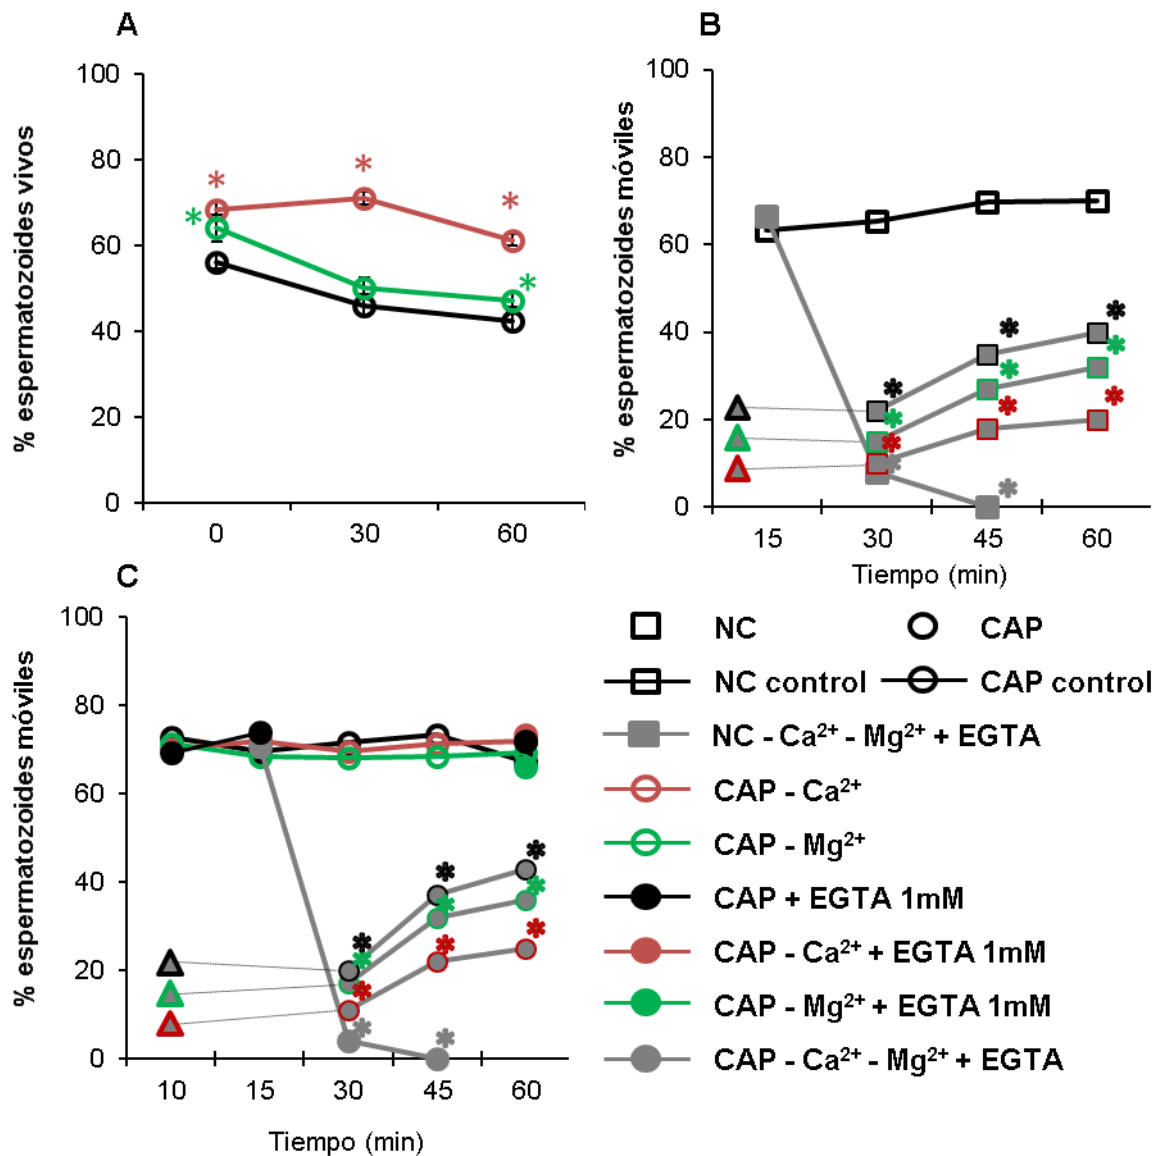 A
% espermatozoides vivos
100
80
60
40
20
0
0 30 60
B
% espermatozoides móviles
100
80
60
40
20
0
15 30 45 60
Tiempo (min)
C
% espermatozoides móviles
100
80
60
40
20
0
10 15 30 45 60
Tiempo (min)
NC CAP
NC control CAP control
NC - Ca²⁺ - Mg²⁺ + EGTA
CAP - Ca²⁺
CAP - Mg²⁺
CAP + EGTA 1mM
CAP - Ca²⁺ + EGTA 1mM
CAP - Mg²⁺ + EGTA 1mM
CAP - Ca²⁺ - Mg²⁺ + EGTA